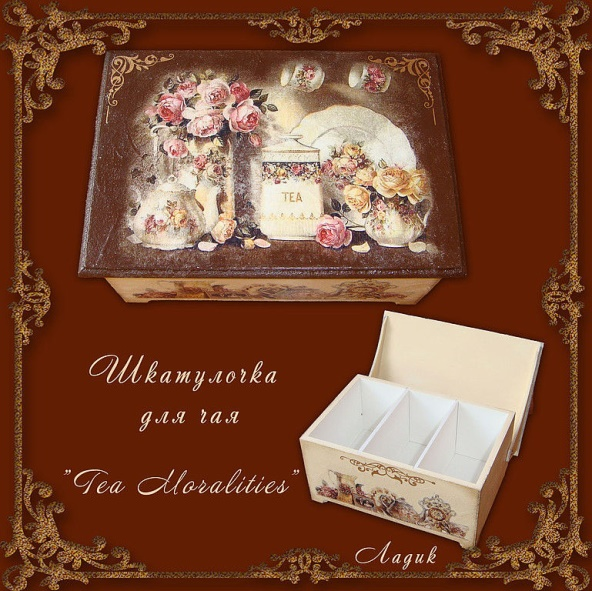 TEA
Шкатулочка
для чая
"Tea Moralities"
Ладик